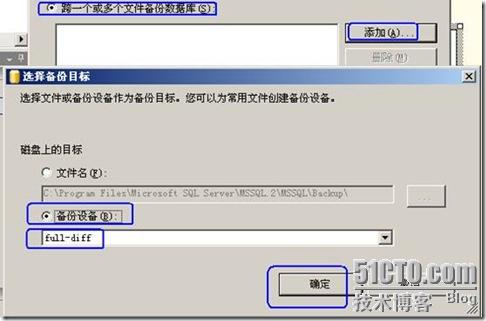 跨一个或多个文件备份数据库(S):
添加(A)...
删除(M)
选择备份目标
选择文件或备份设备作为备份目标。您可以为常用文件创建备份设备。
磁盘上的目标
文件名(F):
C:\Program Files\Microsoft SQL Server\MSSQL.2\MSSQL\Backup\
...
备份设备(B):
full-diff
确定
51CTO.com
技术博客 Blog